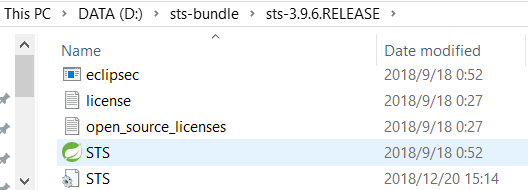 This PC > DATA (D:) > sts-bundle > sts-3.9.6.RELEASE >
Name Date modified
eclipsec 2018/9/18 0:52
license 2018/9/18 0:27
open_source_licenses 2018/9/18 0:27
STS 2018/9/18 0:52
STS 2018/12/20 15:14